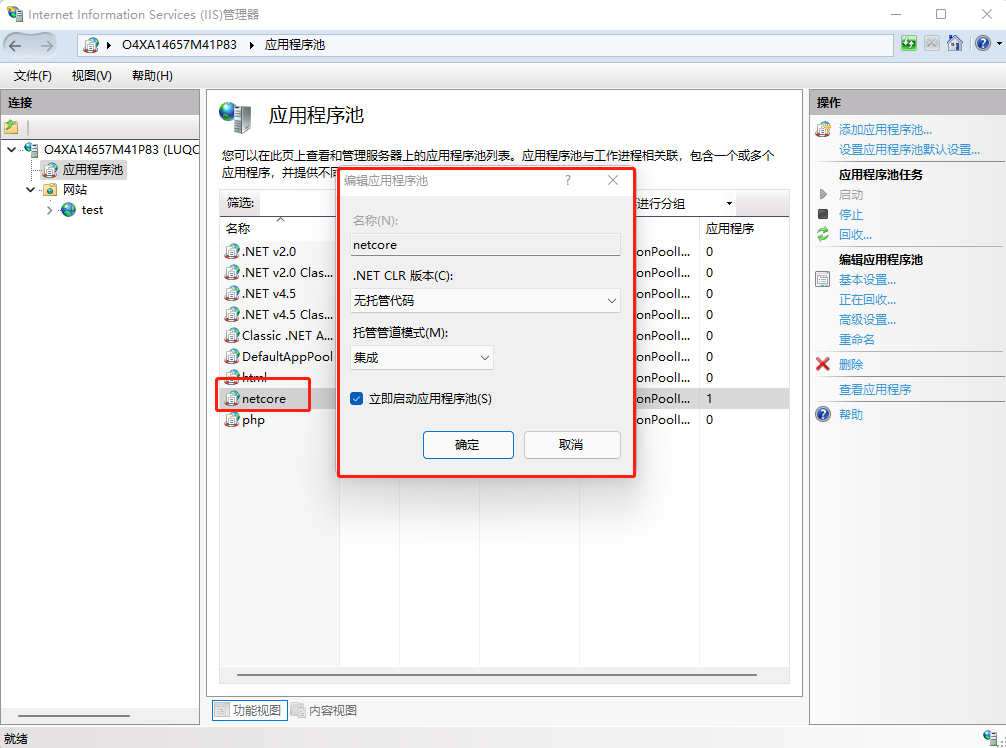 Internet Information Services (IIS)管理器
O4XA14657M41P83 应用程序池
文件(F) 视图(V) 帮助(H)
连接
O4XA14657M41P83 (LUQC
应用程序池
网站
test
应用程序池
您可以在此页上查看和管理服务器上的应用程序池列表。应用程序池与工作进程相关联，包含一个或多个
应用程序，并提供不同
筛选:
进行分组
名称
应用程序
.NET v2.0
onPoolI... 0
.NET v2.0 Clas...
onPoolI... 0
.NET v4.5
onPoolI... 0
.NET v4.5 Clas...
onPoolI... 0
Classic .NET A...
onPoolI... 0
DefaultAppPool
onPoolI... 0
html
onPoolI... 0
netcore
onPoolI... 1
php
onPoolI... 0
编辑应用程序池
?
名称(N):
netcore
.NET CLR 版本(C):
无托管代码
托管管道模式(M):
集成
立即启动应用程序池(S)
确定
取消
功能视图
内容视图
操作
添加应用程序池...
设置应用程序池默认设置...
应用程序池任务
启动
停止
回收...
编辑应用程序池
基本设置...
正在回收...
高级设置...
重命名
删除
查看应用程序
帮助
就绪